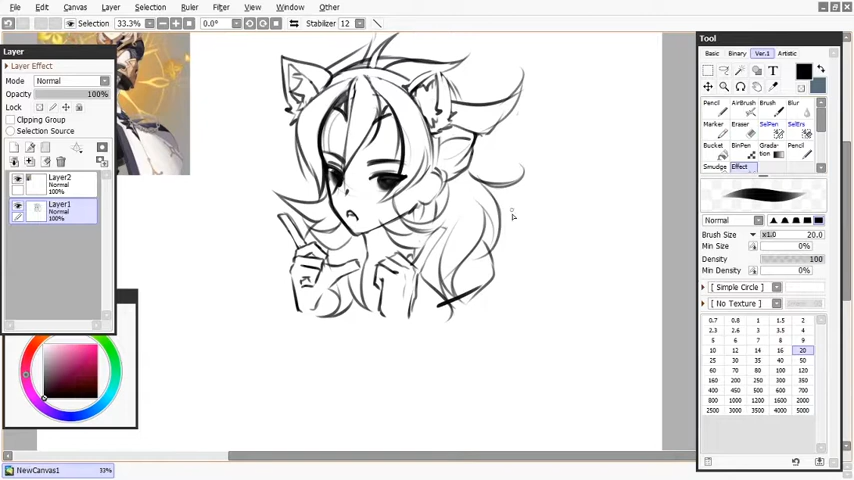 File Edit Canvas Layer Selection Ruler Filter View Window Other
Selection 33.3% 0.0° Stabilizer 12
Layer
Layer Effect
Mode Normal
Opacity 100%
Lock
Clipping Group
Selection Source
Layer2
Normal
100%
Layer1
Normal
100%
Tool
Basic Binary Ver.1 Artistic
T
Pencil AirBrush Brush Blur
Marker Eraser SelPen SelErs
Bucket BinPen Grada-tion Pencil
Smudge Effect
Normal
Brush Size x1.0 20.0
Min Size 0%
Density 100
Min Density 0%
[ Simple Circle ]
[ No Texture ]
0.7 0.8 1 1.5 2
2.3 2.6 3 3.5 4
5 6 7 8 9
10 12 14 16 20
25 30 35 40 50
60 70 80 100 120
160 200 250 300 350
400 450 500 600 700
800 1000 1200 1600 2000
2500 3000 3500 4000 5000
NewCanvas1 33%